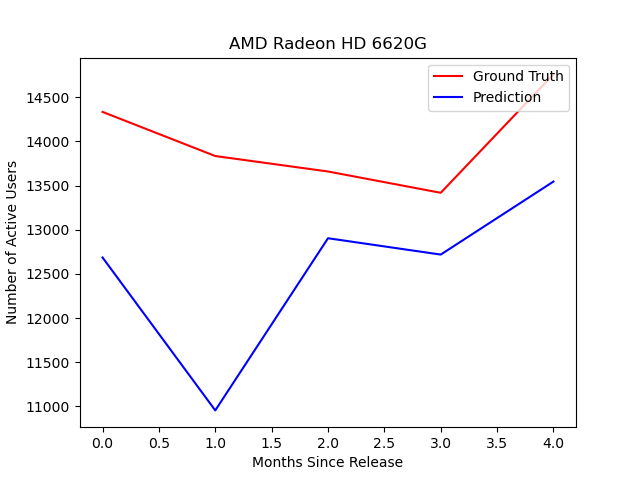 AMD Radeon HD 6620G
Ground Truth
Prediction
Number of Active Users
14500
14000
13500
13000
12500
12000
11500
11000
0.0 0.5 1.0 1.5 2.0 2.5 3.0 3.5 4.0
Months Since Release